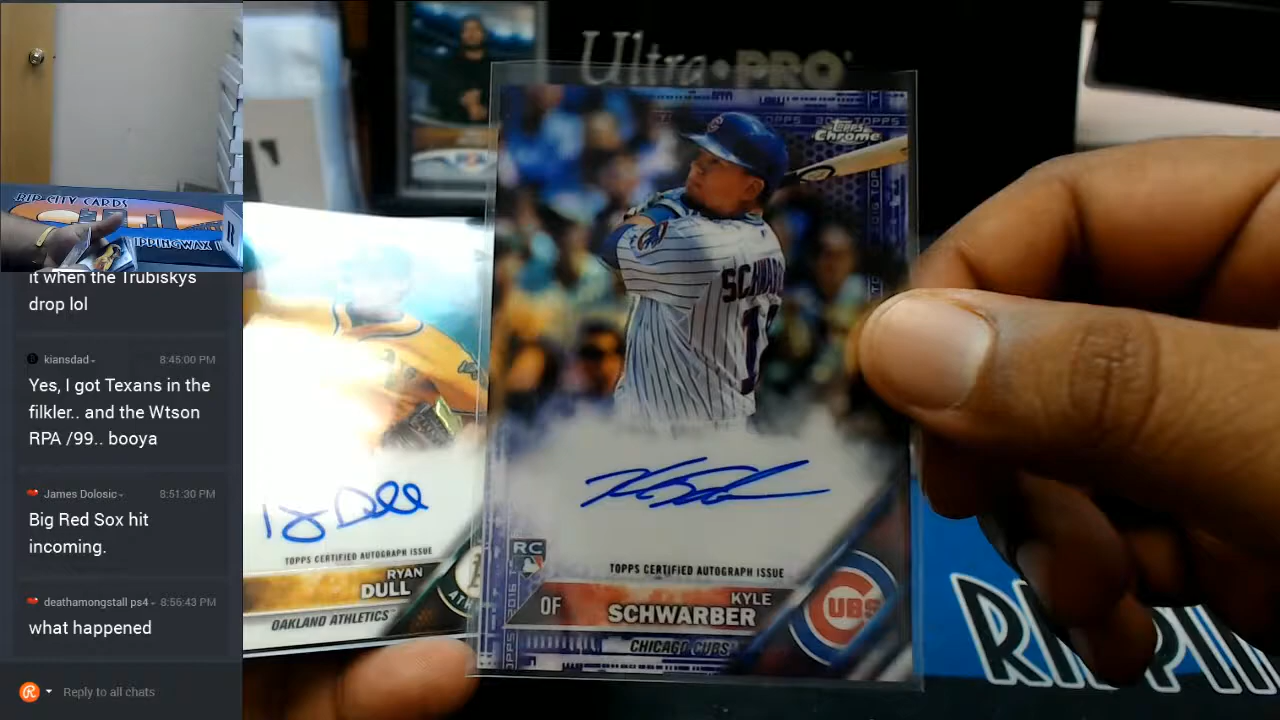 RIP CITY CARDS
IPPINGWAX
it when the Trubiskys
drop lol
kiansdad
8:45:00 PM
Yes, I got Texans in the
filkler.. and the Wtson
RPA /99.. booya
James Dolosic
8:51:30 PM
Big Red Sox hit
incoming.
deathamongstall ps4
8:56:43 PM
what happened
Reply to all chats
Ultra PRO
Topps
Chrome
SCHWAR
TOPPS CERTIFIED AUTOGRAPH ISSUE
RYAN
DULL
OAKLAND ATHLETICS
RC
TOPPS CERTIFIED AUTOGRAPH ISSUE
OF
KYLE
SCHWARBER
CHICAGO CUBS
CUBS
RIPPIN